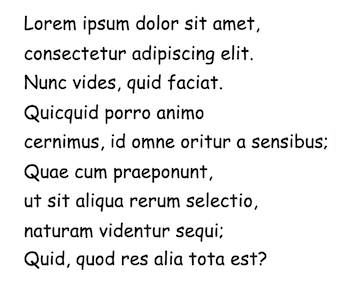 Lorem ipsum dolor sit amet,
consectetur adipiscing elit.
Nunc vides, quid faciat.
Quicquid porro animo
cernimus, id omne oritur a sensibus;
Quae cum praeponunt,
ut sit aliqua rerum selectio,
naturam videntur sequi;
Quid, quod res alia tota est?